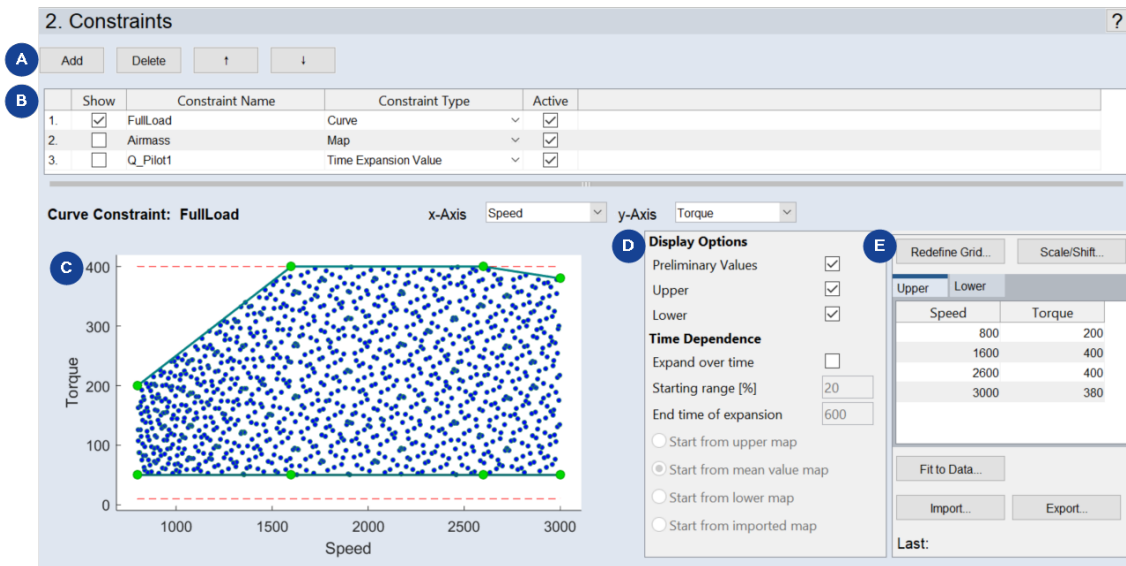 2. Constraints ?
A Add Delete ↑ ↓
B Show Constraint Name Constraint Type Active
1. FullLoad Curve
2. Airmass Map
3. Q_Pilot1 Time Expansion Value
Curve Constraint: FullLoad x-Axis Speed y-Axis Torque
C
400
300
200
100
0
Torque
1000 1500 2000 2500 3000
Speed
D Display Options
Preliminary Values
Upper
Lower
Time Dependence
Expand over time
Starting range [%] 20
End time of expansion 600
Start from upper map
Start from mean value map
Start from lower map
Start from imported map
E Redefine Grid... Scale/Shift...
Upper Lower
Speed Torque
800 200
1600 400
2600 400
3000 380
Fit to Data...
Import... Export...
Last: